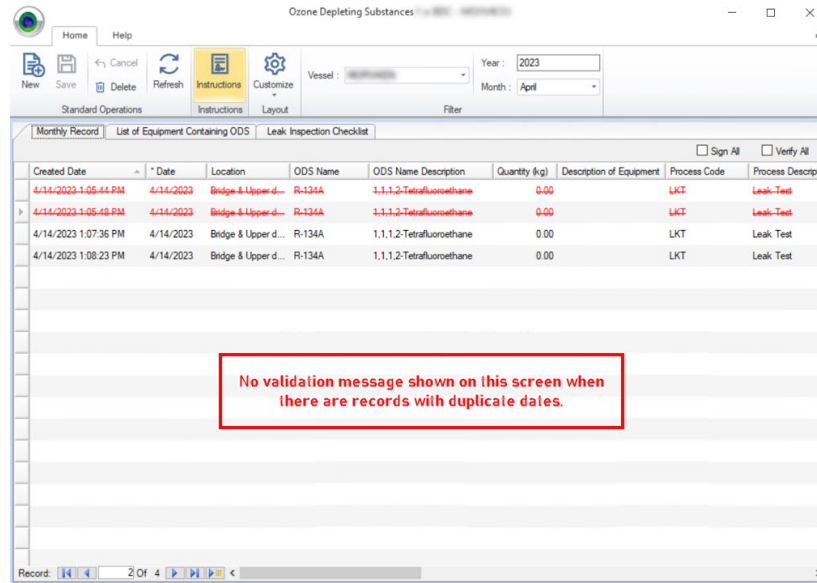 Ozone Depleting Substances
Home Help
New Save Cancel Delete Refresh Instructions Customize Vessel : Year : 2023
Month : April
Standard Operations Instructions Layout Filter
Monthly Record List of Equipment Containing ODS Leak Inspection Checklist
Sign All Verify All
Created Date * Date Location ODS Name ODS Name Description Quantity (kg) Description of Equipment Process Code Process Descrip
4/14/2023 1:05:44 PM 4/14/2023 Bridge & Upper d... R-134A 1,1,1,2-Tetrafluoroethane 0.00 LKT Leak Test
4/14/2023 1:05:48 PM 4/14/2023 Bridge & Upper d... R-134A 1,1,1,2-Tetrafluoroethane 0.00 LKT Leak Test
4/14/2023 1:07:36 PM 4/14/2023 Bridge & Upper d... R-134A 1,1,1,2-Tetrafluoroethane 0.00 LKT Leak Test
4/14/2023 1:08:23 PM 4/14/2023 Bridge & Upper d... R-134A 1,1,1,2-Tetrafluoroethane 0.00 LKT Leak Test
No validation message shown on this screen when
there are records with duplicate dates.
Record: 2 Of 4